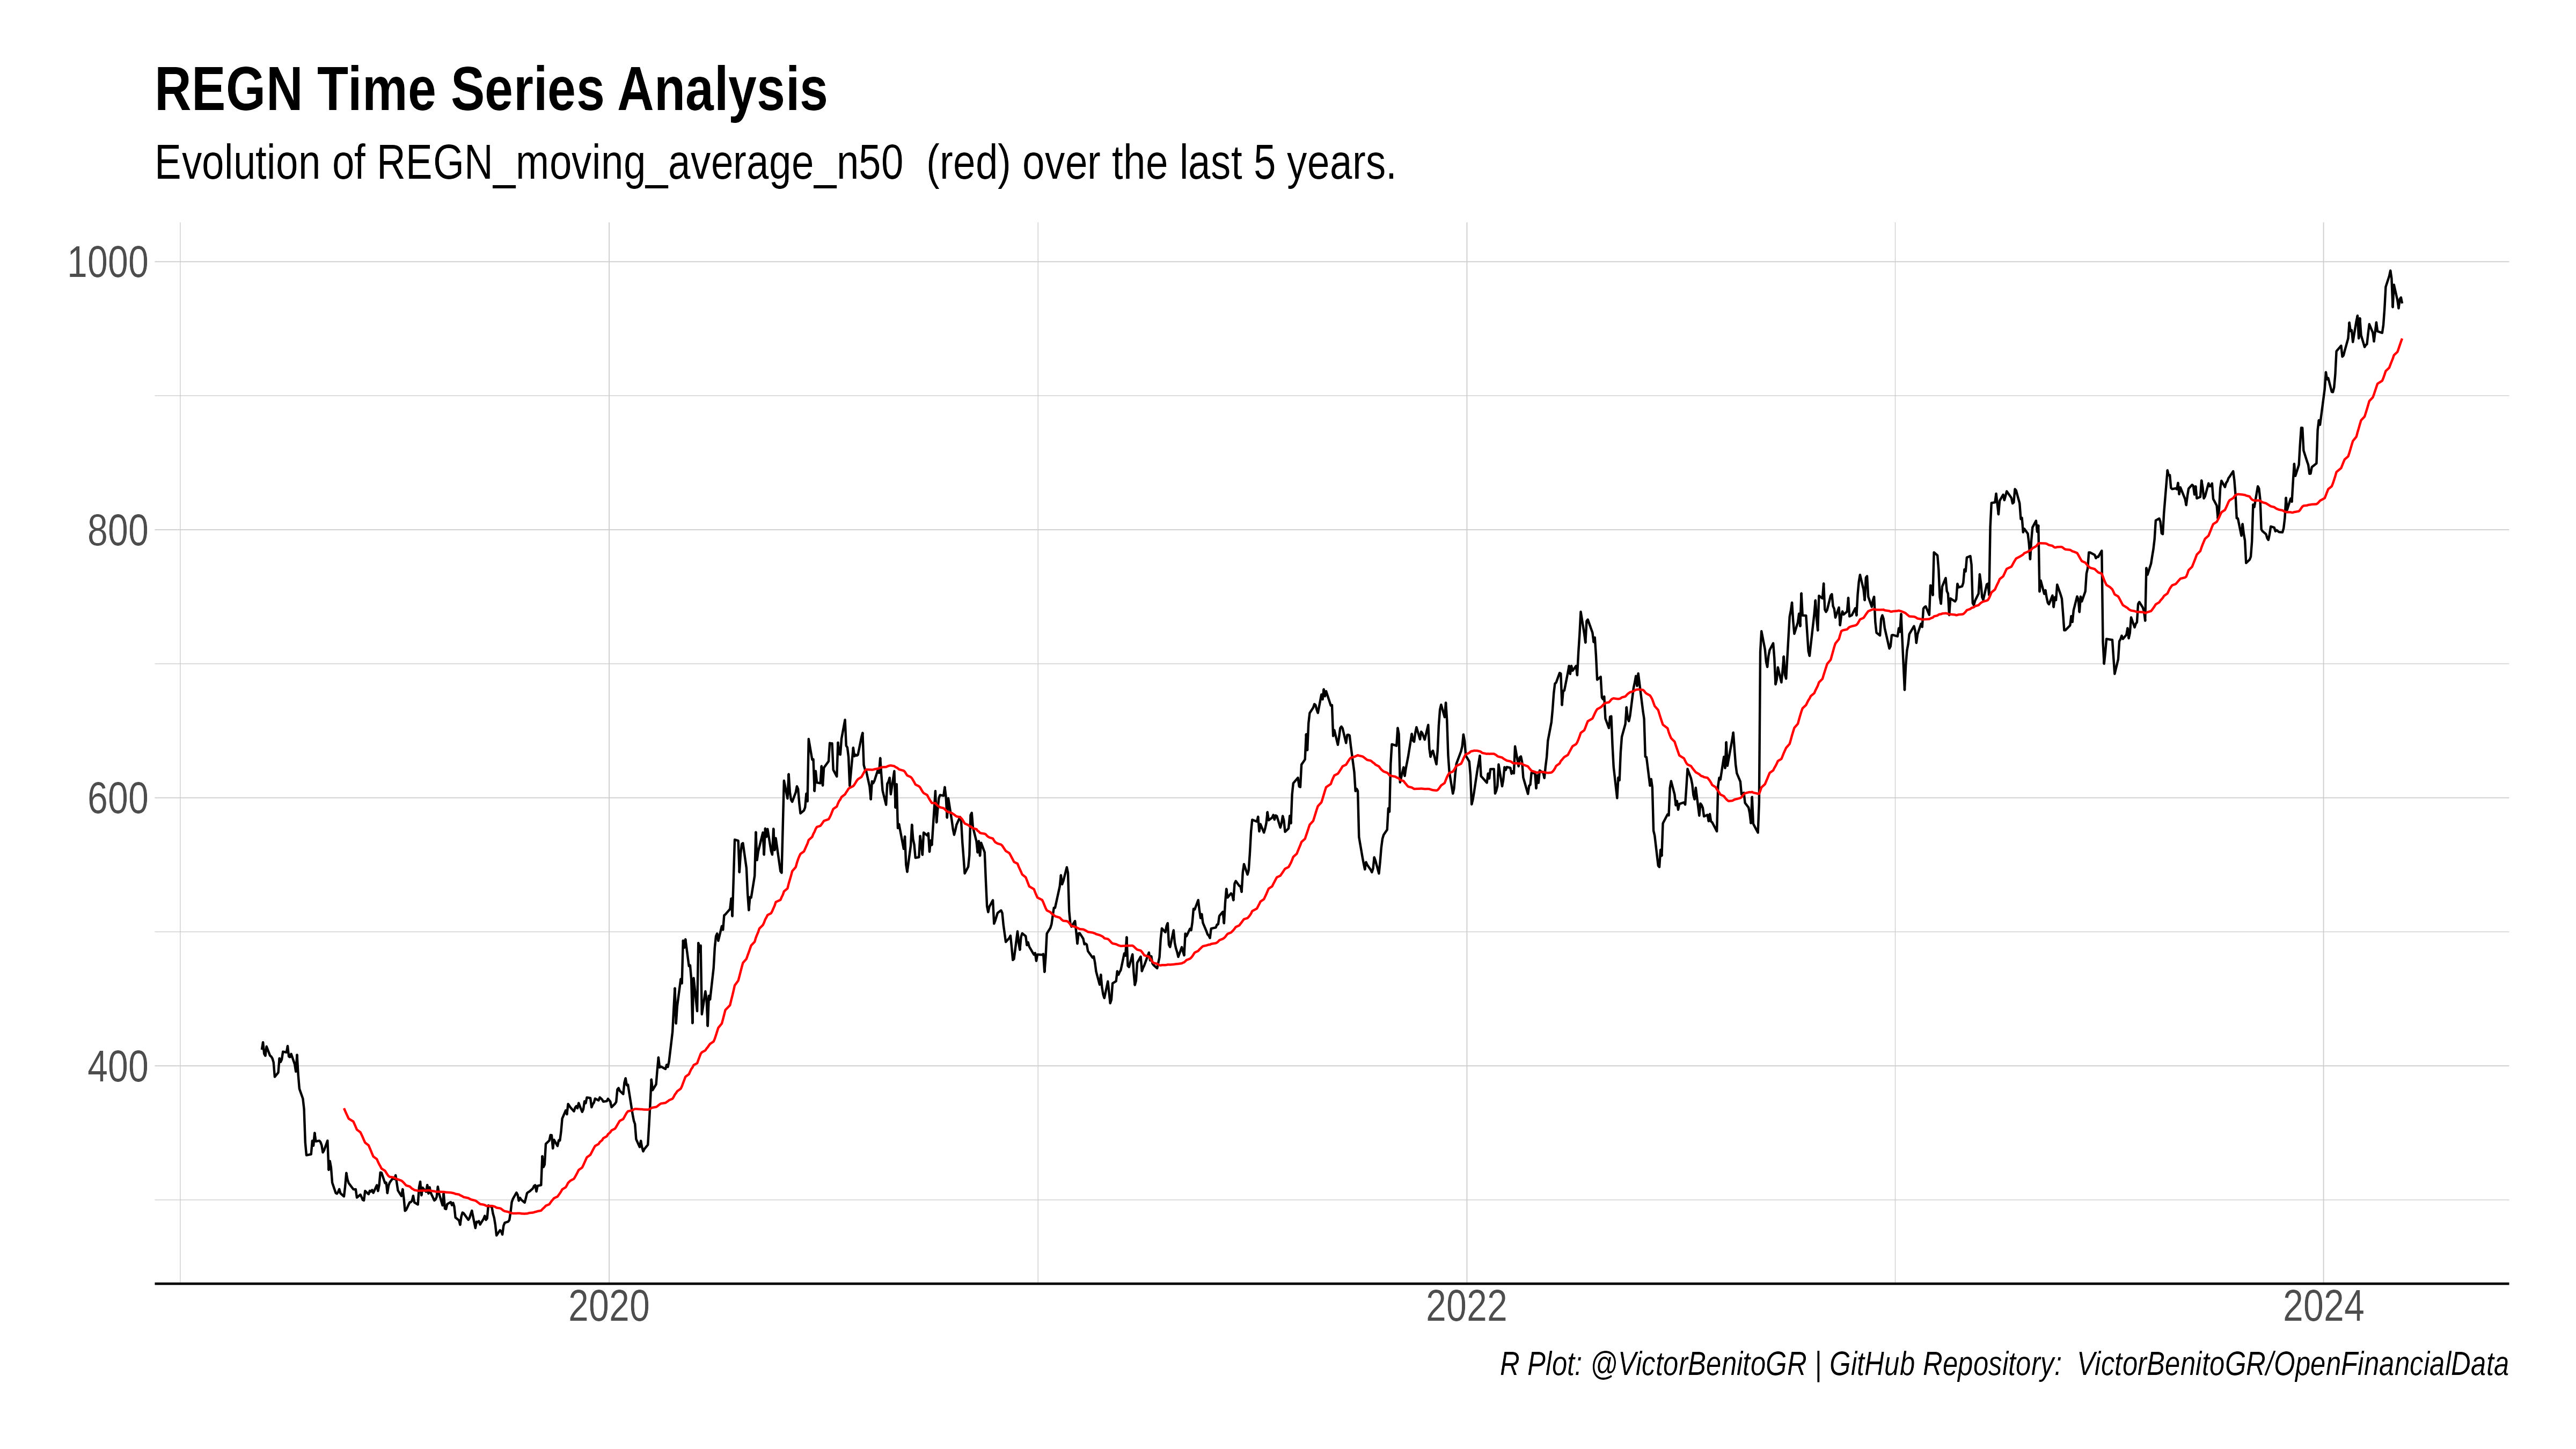 REGN Time Series Analysis
Evolution of REGN_moving_average_n50  (red) over the last 5 years.
1000
800
600
400
2020
2022
2024
R Plot: @VictorBenitoGR | GitHub Repository:  VictorBenitoGR/OpenFinancialData